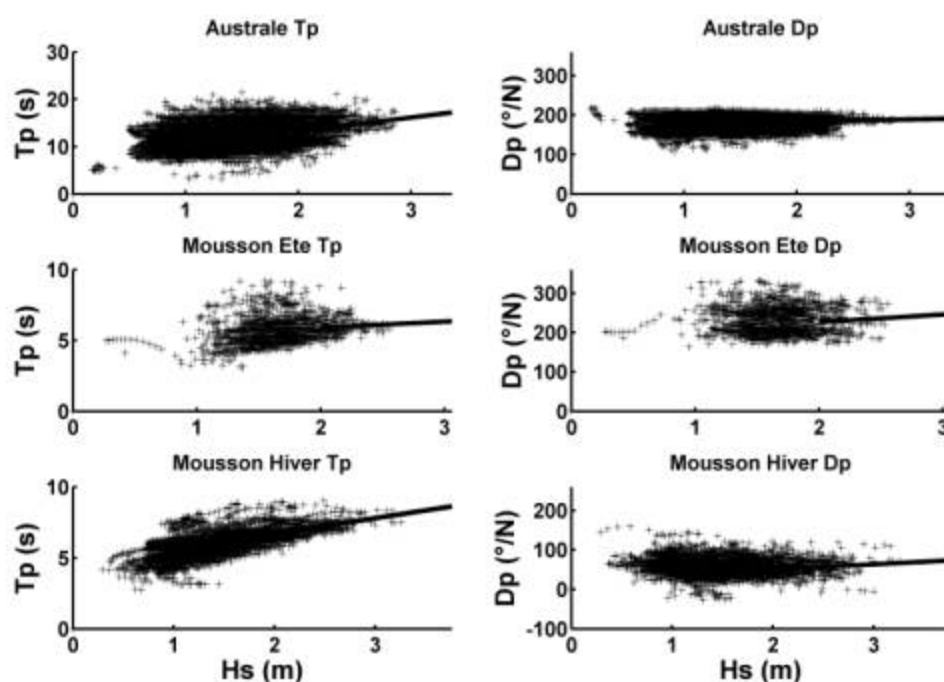 Australe Tp
Tp (s)
30
20
10
0
0 1 2 3
Australe Dp
Dp (°/N)
300
200
100
0
0 1 2 3
Mousson Ete Tp
Tp (s)
10
5
0
0 1 2 3
Mousson Ete Dp
Dp (°/N)
300
200
100
0
0 1 2 3
Mousson Hiver Tp
Tp (s)
10
5
0
0 1 2 3
Hs (m)
Mousson Hiver Dp
Dp (°/N)
200
100
0
-100
0 1 2 3
Hs (m)